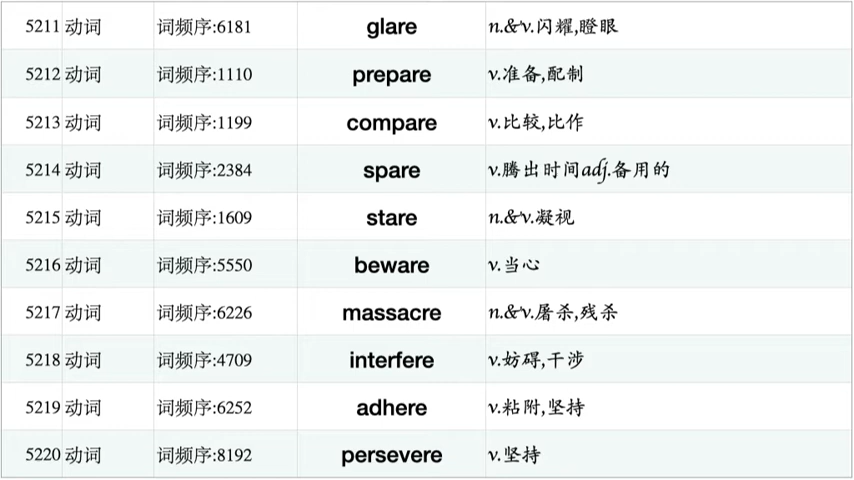 5211 动词 词频序:6181 glare n.&v.闪耀,瞪眼
5212 动词 词频序:1110 prepare v.准备,配制
5213 动词 词频序:1199 compare v.比较,比作
5214 动词 词频序:2384 spare v.腾出时间adj.备用的
5215 动词 词频序:1609 stare n.&v.凝视
5216 动词 词频序:5550 beware v.当心
5217 动词 词频序:6226 massacre n.&v.屠杀,残杀
5218 动词 词频序:4709 interfere v.妨碍,干涉
5219 动词 词频序:6252 adhere v.粘附,坚持
5220 动词 词频序:8192 persevere v.坚持